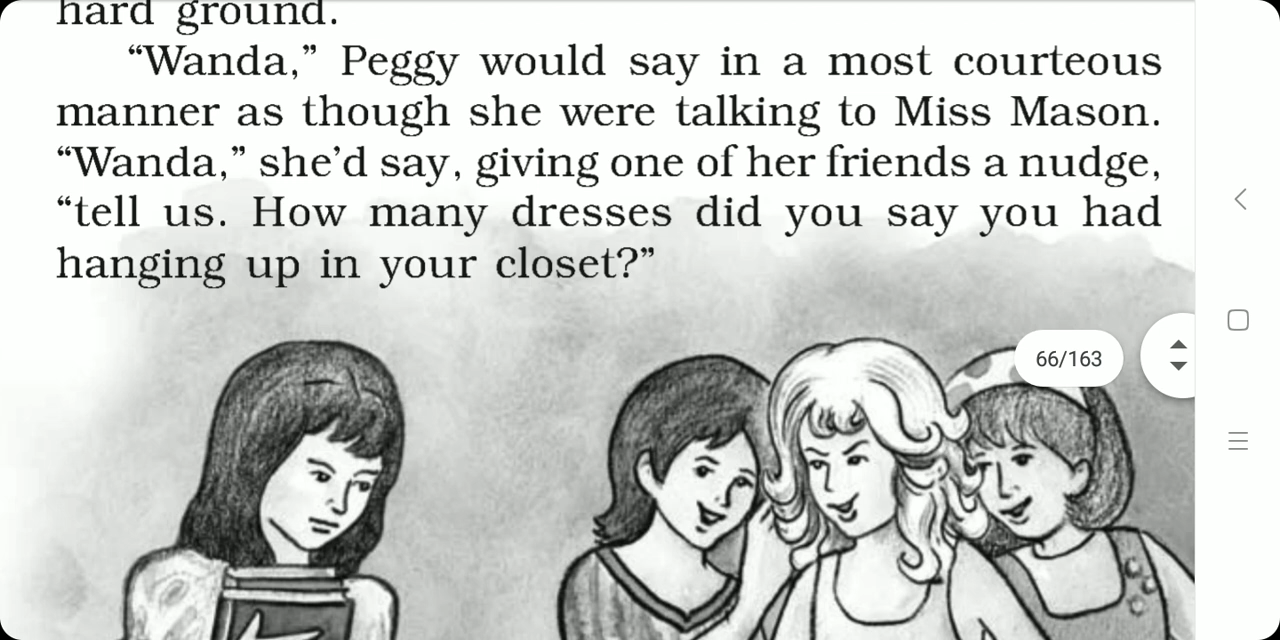 hard ground.
“Wanda,” Peggy would say in a most courteous
manner as though she were talking to Miss Mason.
“Wanda,” she’d say, giving one of her friends a nudge,
“tell us. How many dresses did you say you had
hanging up in your closet?”
66/163